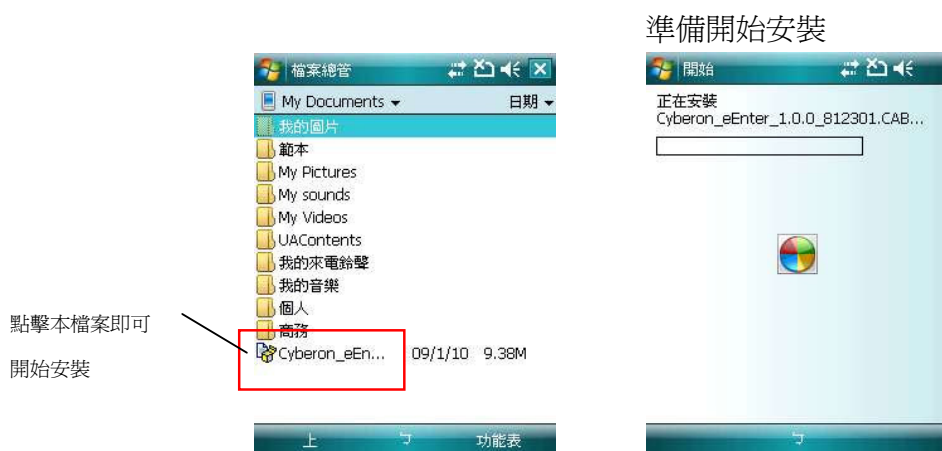 準備開始安裝
檔案總管
My Documents
日期
我的圖片
範本
My Pictures
My sounds
My Videos
UAContents
我的來電鈴聲
我的音樂
個人
商務
Cyberon_eEn... 09/1/10 9.38M
上 ㄅ 功能表
點擊本檔案即可
開始安裝
開始
正在安裝
Cyberon_eEnter_1.0.0_812301.CAB...
ㄅ